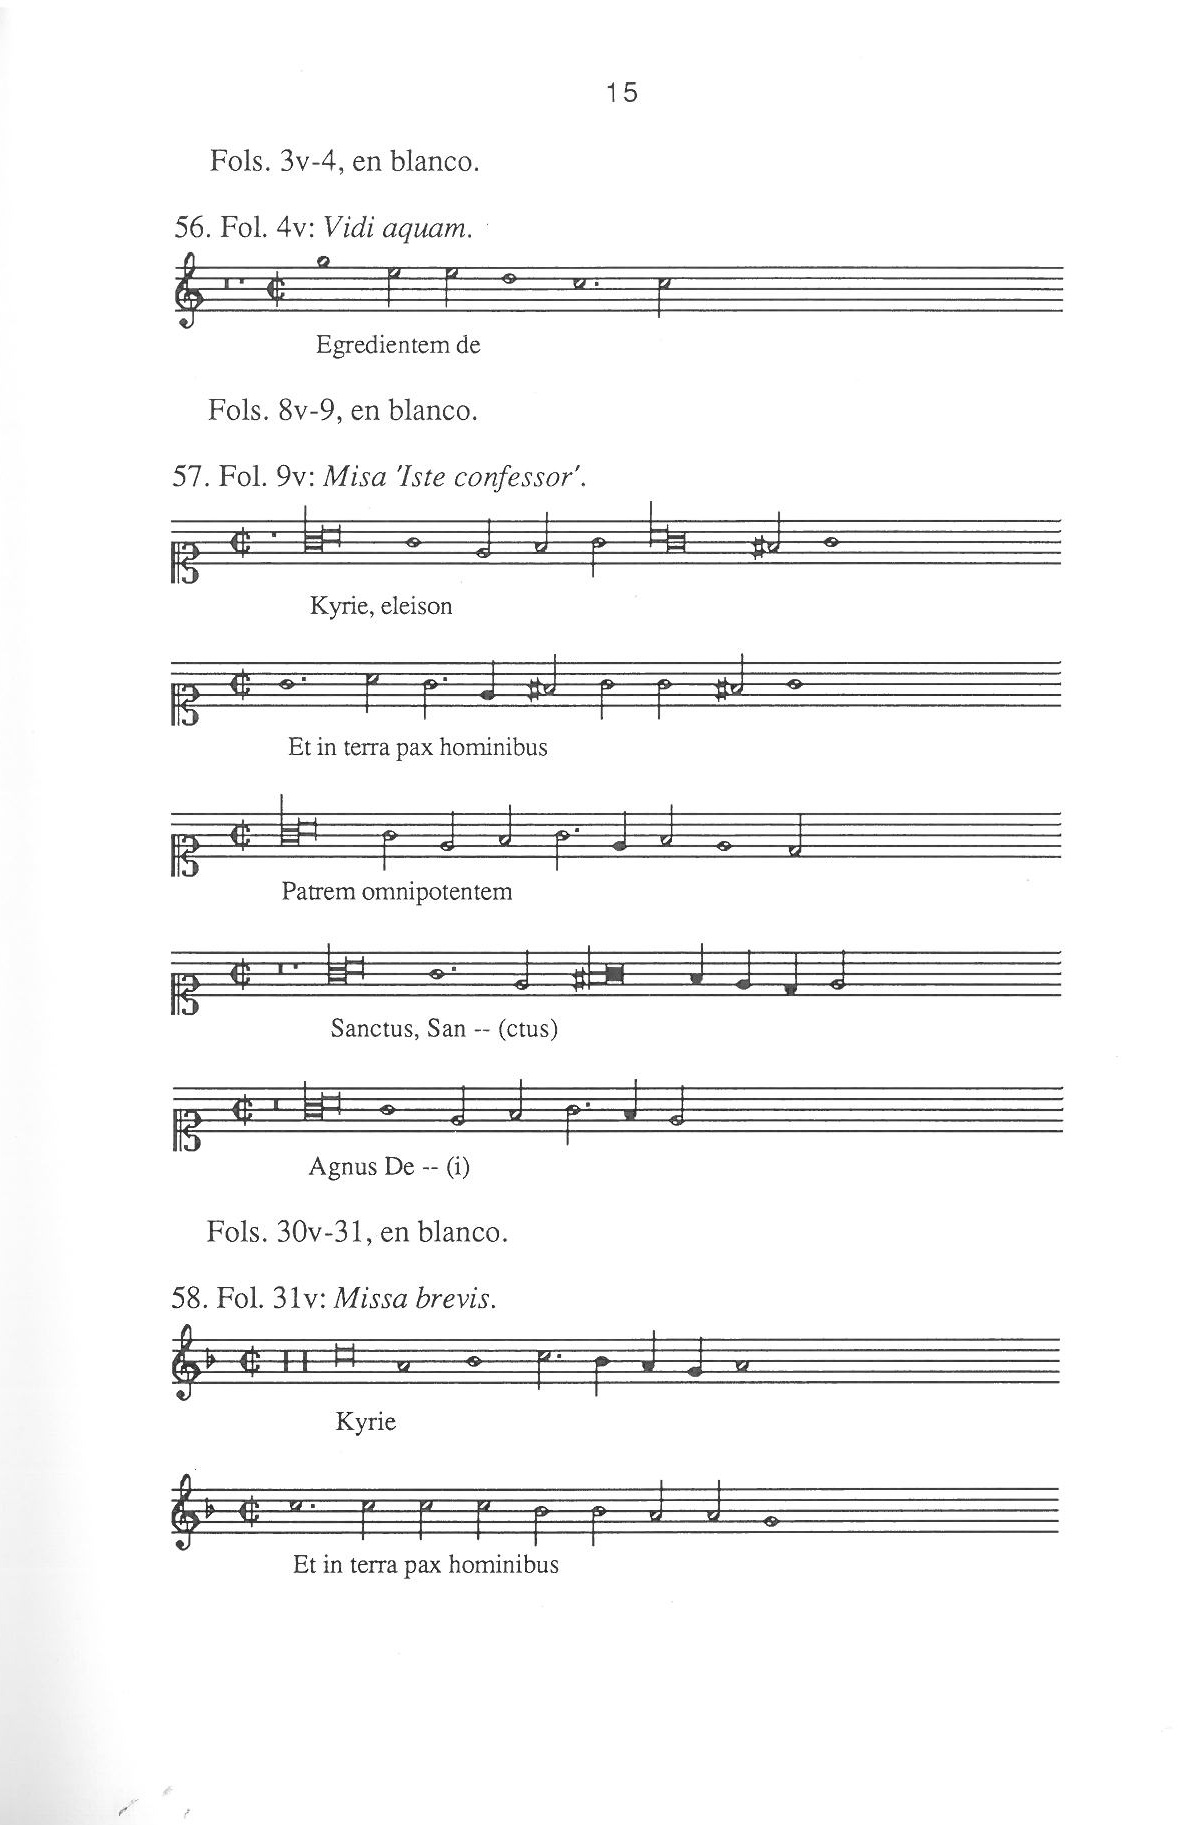 15
Fols. 3v-4, en blanco.
56. Fol. 4v: Vidi aquam.
Egredientem de
Fols. 8v-9, en blanco.
57. Fol. 9v: Misa 'Iste confessor'.
Kyrie, eleison
Et in terra pax hominibus
Patrem omnipotentem
Sanctus, San -- (ctus)
Agnus De -- (i)
Fols. 30v-31, en blanco.
58. Fol. 31v: Missa brevis.
Kyrie
Et in terra pax hominibus